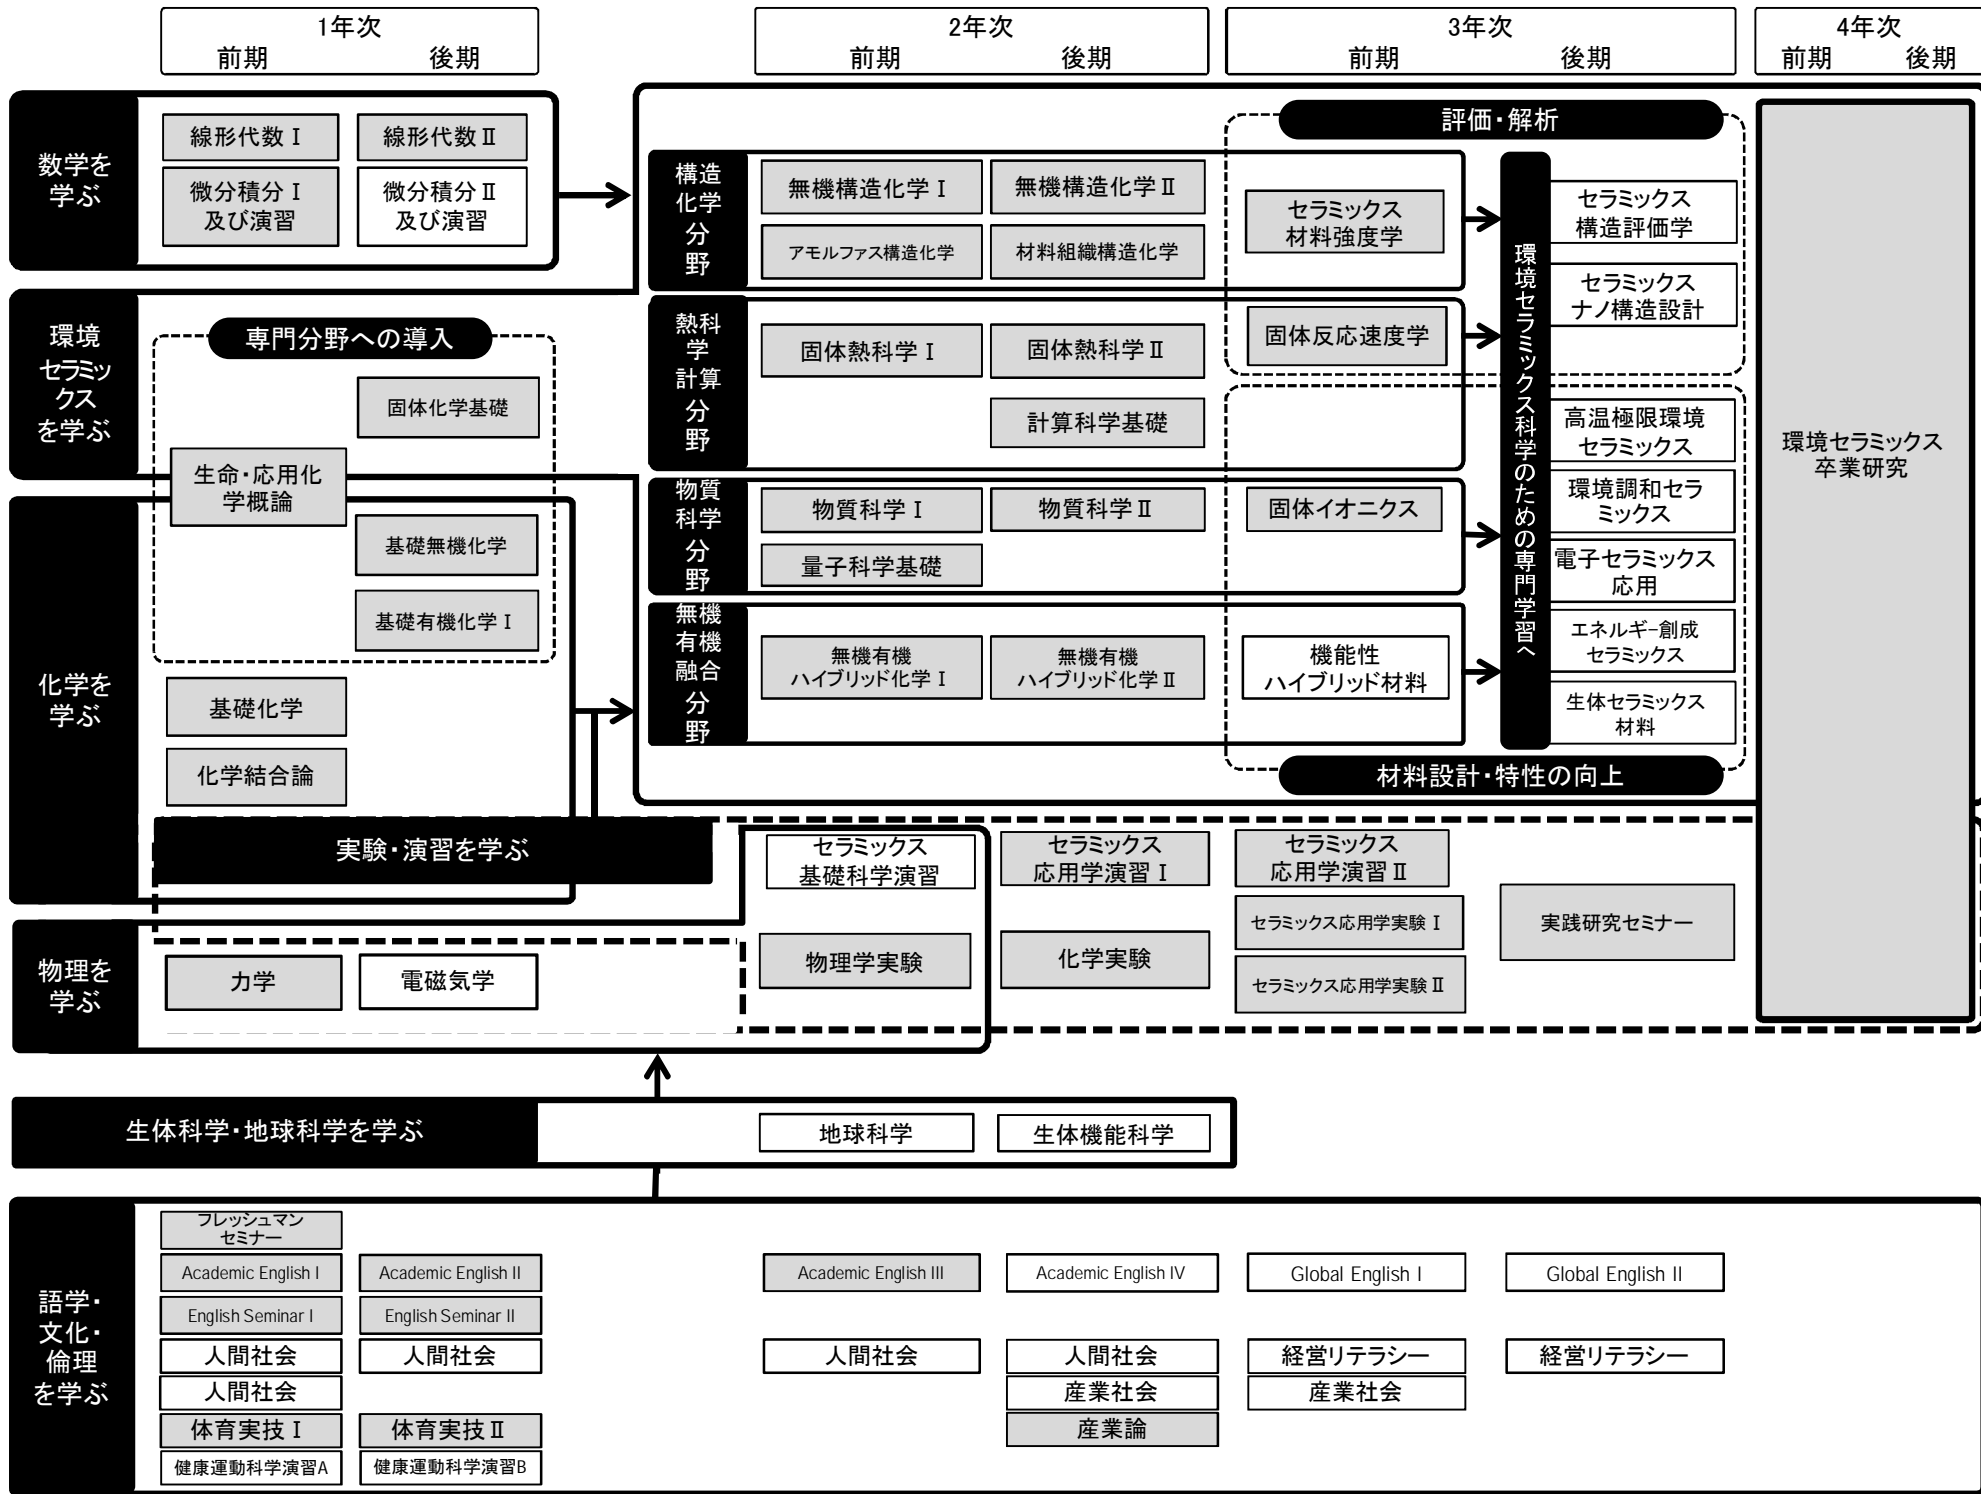 1年次
前期 後期
2年次
前期 後期
3年次
前期 後期
4年次
前期 後期
数学を
学ぶ
線形代数Ⅰ
線形代数Ⅱ
微分積分Ⅰ
及び演習
微分積分Ⅱ
及び演習
環境
セラミッ
クス
を学ぶ
専門分野への導入
固体化学基礎
生命・応用化
学概論
基礎無機化学
基礎有機化学Ⅰ
化学を
学ぶ
基礎化学
化学結合論
構造
化学
分
野
無機構造化学Ⅰ
無機構造化学Ⅱ
アモルファス構造化学
材料組織構造化学
熱科
学
計算
分
野
固体熱科学Ⅰ
固体熱科学Ⅱ
計算科学基礎
物質
科学
分
野
物質科学Ⅰ
物質科学Ⅱ
量子科学基礎
無機
有機
融合
分
野
無機有機
ハイブリッド化学Ⅰ
無機有機
ハイブリッド化学Ⅱ
評価・解析
セラミックス
材料強度学
固体反応速度学
固体イオニクス
機能性
ハイブリッド材料
環境セラミックス科学のための専門学習へ
セラミックス
構造評価学
セラミックス
ナノ構造設計
高温極限環境
セラミックス
環境調和セラ
ミックス
電子セラミックス
応用
エネルギー創成
セラミックス
生体セラミックス
材料
材料設計・特性の向上
環境セラミックス
卒業研究
実験・演習を学ぶ
セラミックス
基礎科学演習
セラミックス
応用学演習Ⅰ
セラミックス
応用学演習Ⅱ
物理学実験
化学実験
セラミックス応用学実験Ⅰ
セラミックス応用学実験Ⅱ
実践研究セミナー
物理を
学ぶ
力学
電磁気学
生体科学・地球科学を学ぶ
地球科学
生体機能科学
語学・
文化・
倫理
を学ぶ
フレッシュマン
セミナー
Academic English I
Academic English II
Academic English III
Academic English IV
Global English I
Global English II
English Seminar I
English Seminar II
人間社会
人間社会
人間社会
人間社会
経営リテラシー
経営リテラシー
人間社会
産業社会
産業社会
体育実技Ⅰ
体育実技Ⅱ
産業論
健康運動科学演習A
健康運動科学演習B